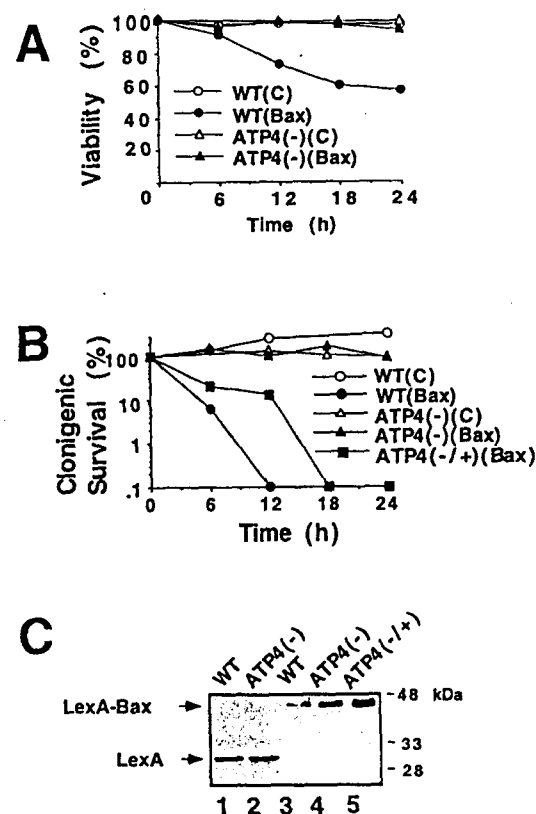 A
Viability (%)
100
80
60
40
20
WT(C)
WT(Bax)
ATP4(-)(C)
ATP4(-)(Bax)
0
6
12
18
24
Time (h)
B
Clonigenic
Survival (%)
100
10
1
.1
WT(C)
WT(Bax)
ATP4(-)(C)
ATP4(-)(Bax)
ATP4(-/+)(Bax)
0
6
12
18
24
Time (h)
C
WT
ATP4(-)
WT
ATP4(-)
ATP4(-/+)
LexA-Bax
48 kDa
LexA
33
28
1 2 3 4 5